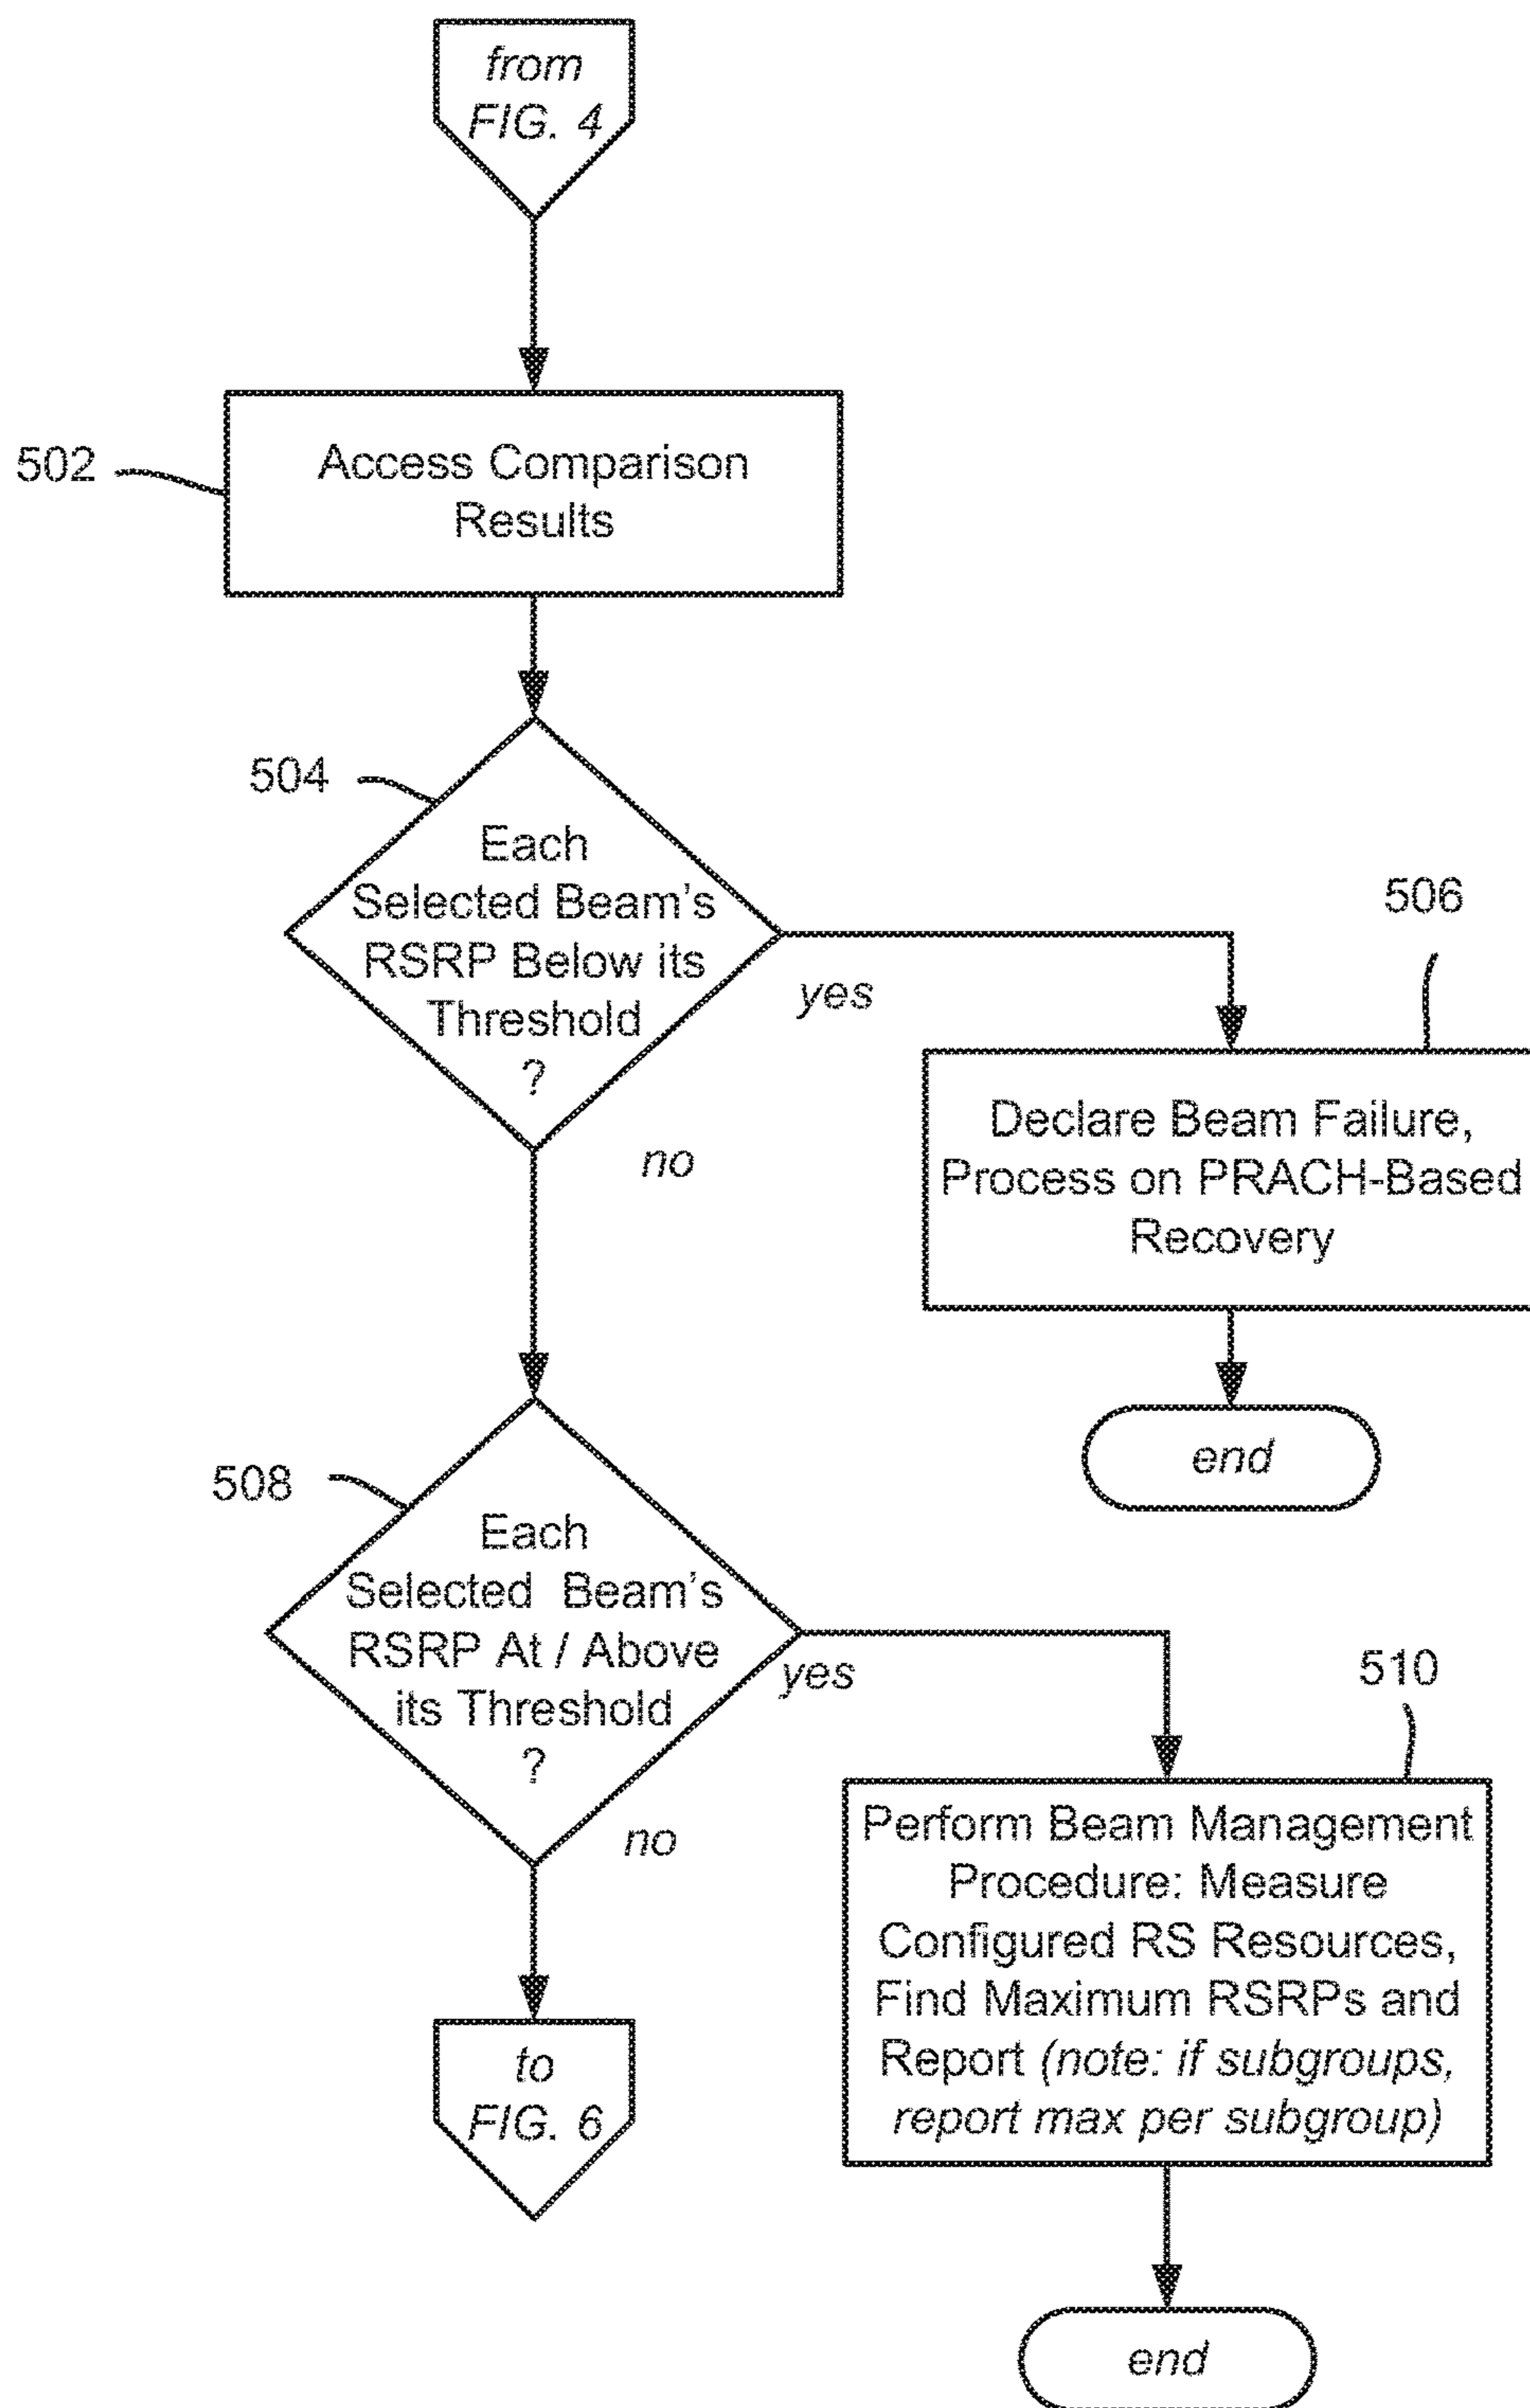 from
FIG. 4
502
Access Comparison
Results
504
Each
Selected Beam's
RSRP Below its
Threshold
?
yes
no
506
Declare Beam Failure,
Process on PRACH-Based
Recovery
end
508
Each
Selected Beam's
RSRP At / Above
its Threshold
?
yes
no
510
Perform Beam Management
Procedure: Measure
Configured RS Resources,
Find Maximum RSRPs and
Report (note: if subgroups,
report max per subgroup)
to
FIG. 6
end